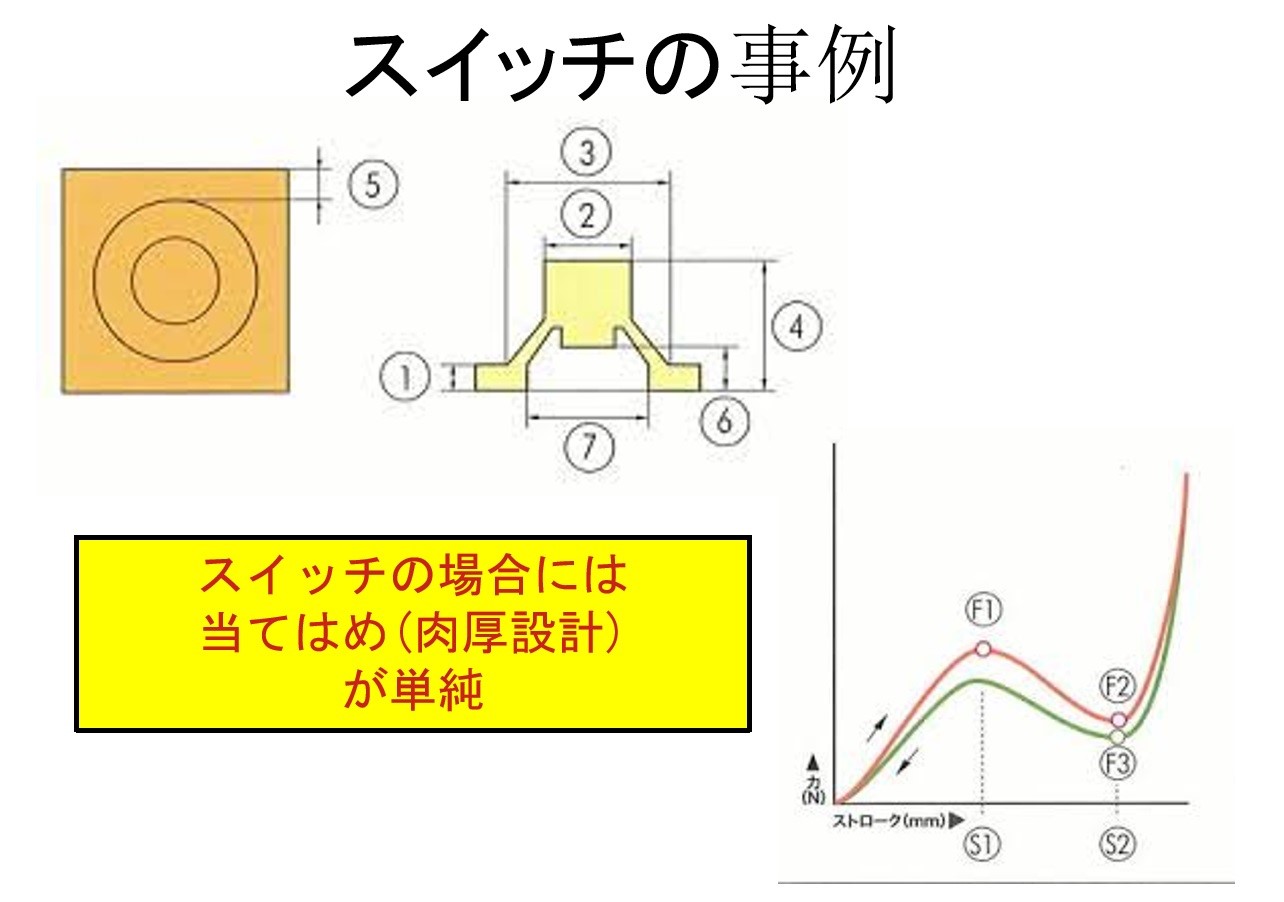 スイッチの事例
⑤
③
②
④
①
⑥
⑦
スイッチの場合には
当てはめ(肉厚設計)
が単純
F1
F2
F3
▲
力
(N)
ストローク(mm)▶
S1
S2